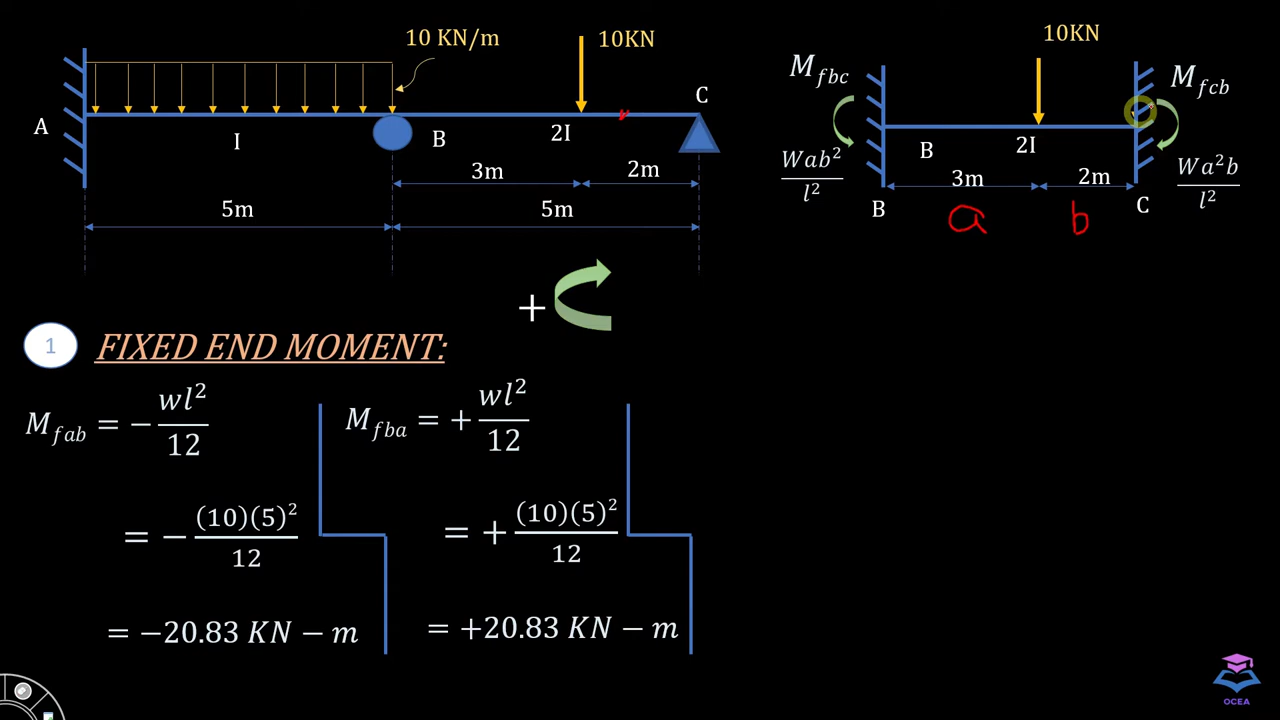 10 KN/m
10KN
A
I
B
2I
C
3m
2m
5m
5m
10KN
M_fbc
M_fcb
Wab²/l²
B
2I
Wa²b/l²
3m
2m
B
C
a
b
+
1
FIXED END MOMENT:
M_fab = − wl²/12
= − (10)(5)²/12
= −20.83 KN − m
M_fba = + wl²/12
= + (10)(5)²/12
= +20.83 KN − m
OCEA